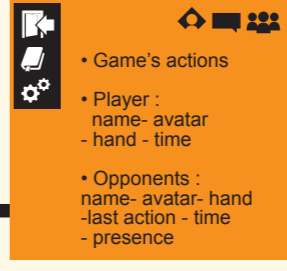 • Game's actions
• Player :
name- avatar
- hand - time
• Opponents :
name- avatar- hand
-last action - time
- presence